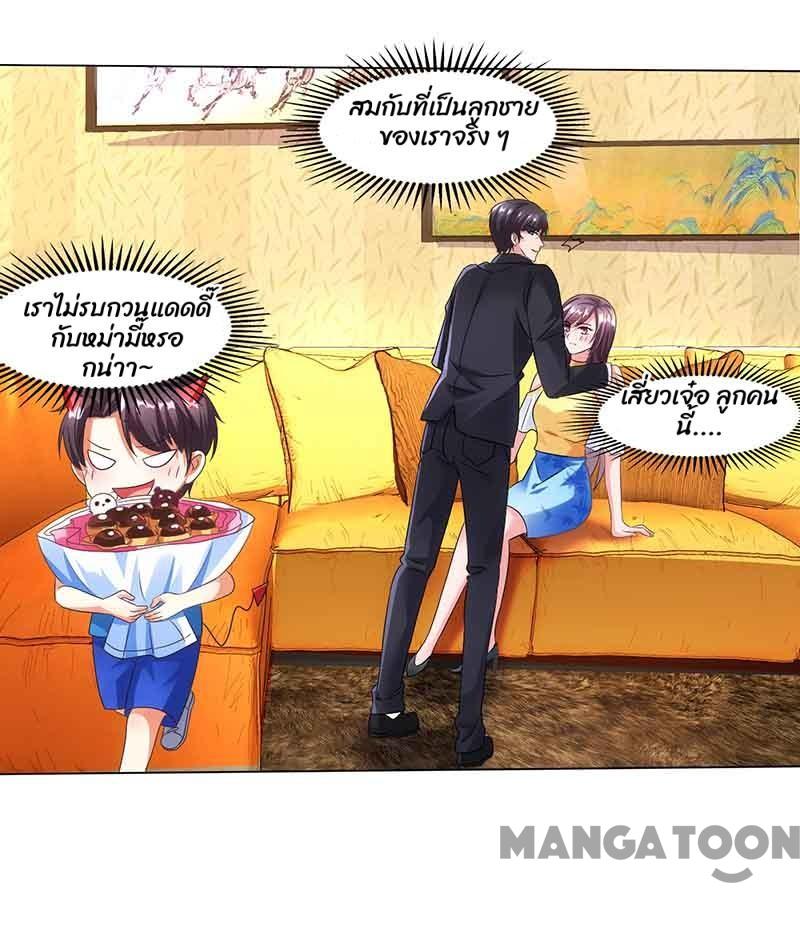 สมกับที่เป็นลูกชาย
ของเราจริง ๆ
เราไม่รบกวนแดดดี๊
กับหม่ามี๊หรอ
กน่าา~
เสี่ยวเจ๋อ ลูกคน
นี้....
MANGATOON